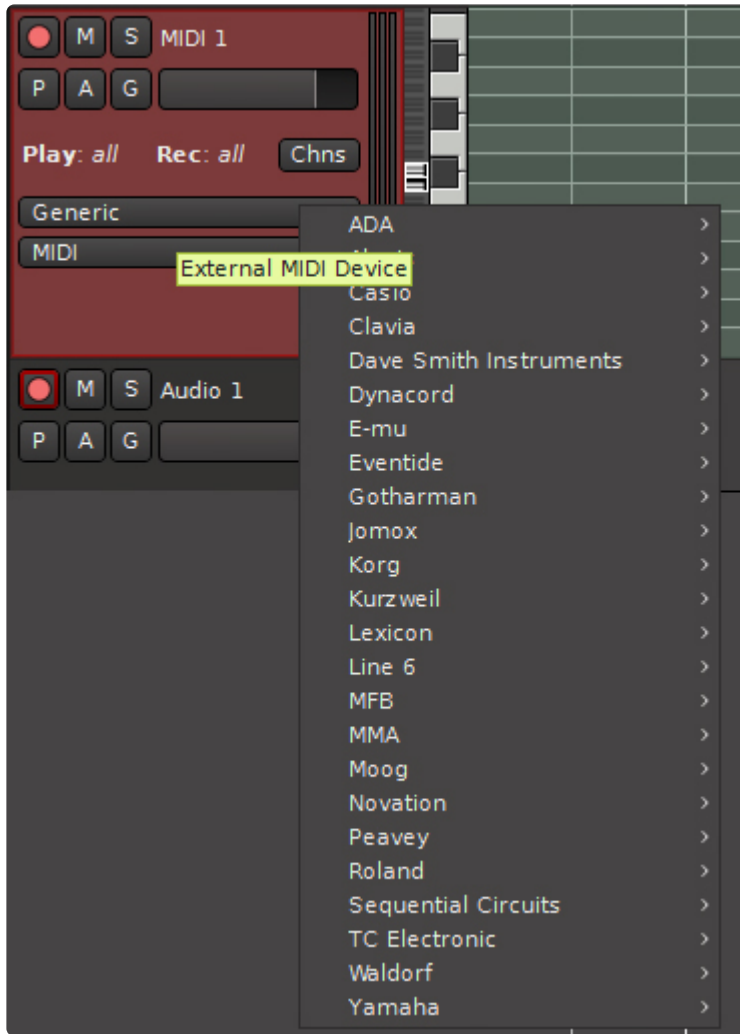 M S MIDI 1
P A G
Play: all Rec: all Chns
Generic
MIDI
External MIDI Device
ADA
Casio
Clavia
Dave Smith Instruments
Dynacord
E-mu
Eventide
Gotharman
Jomox
Korg
Kurzweil
Lexicon
Line 6
MFB
MMA
Moog
Novation
Peavey
Roland
Sequential Circuits
TC Electronic
Waldorf
Yamaha
M S Audio 1
P A G